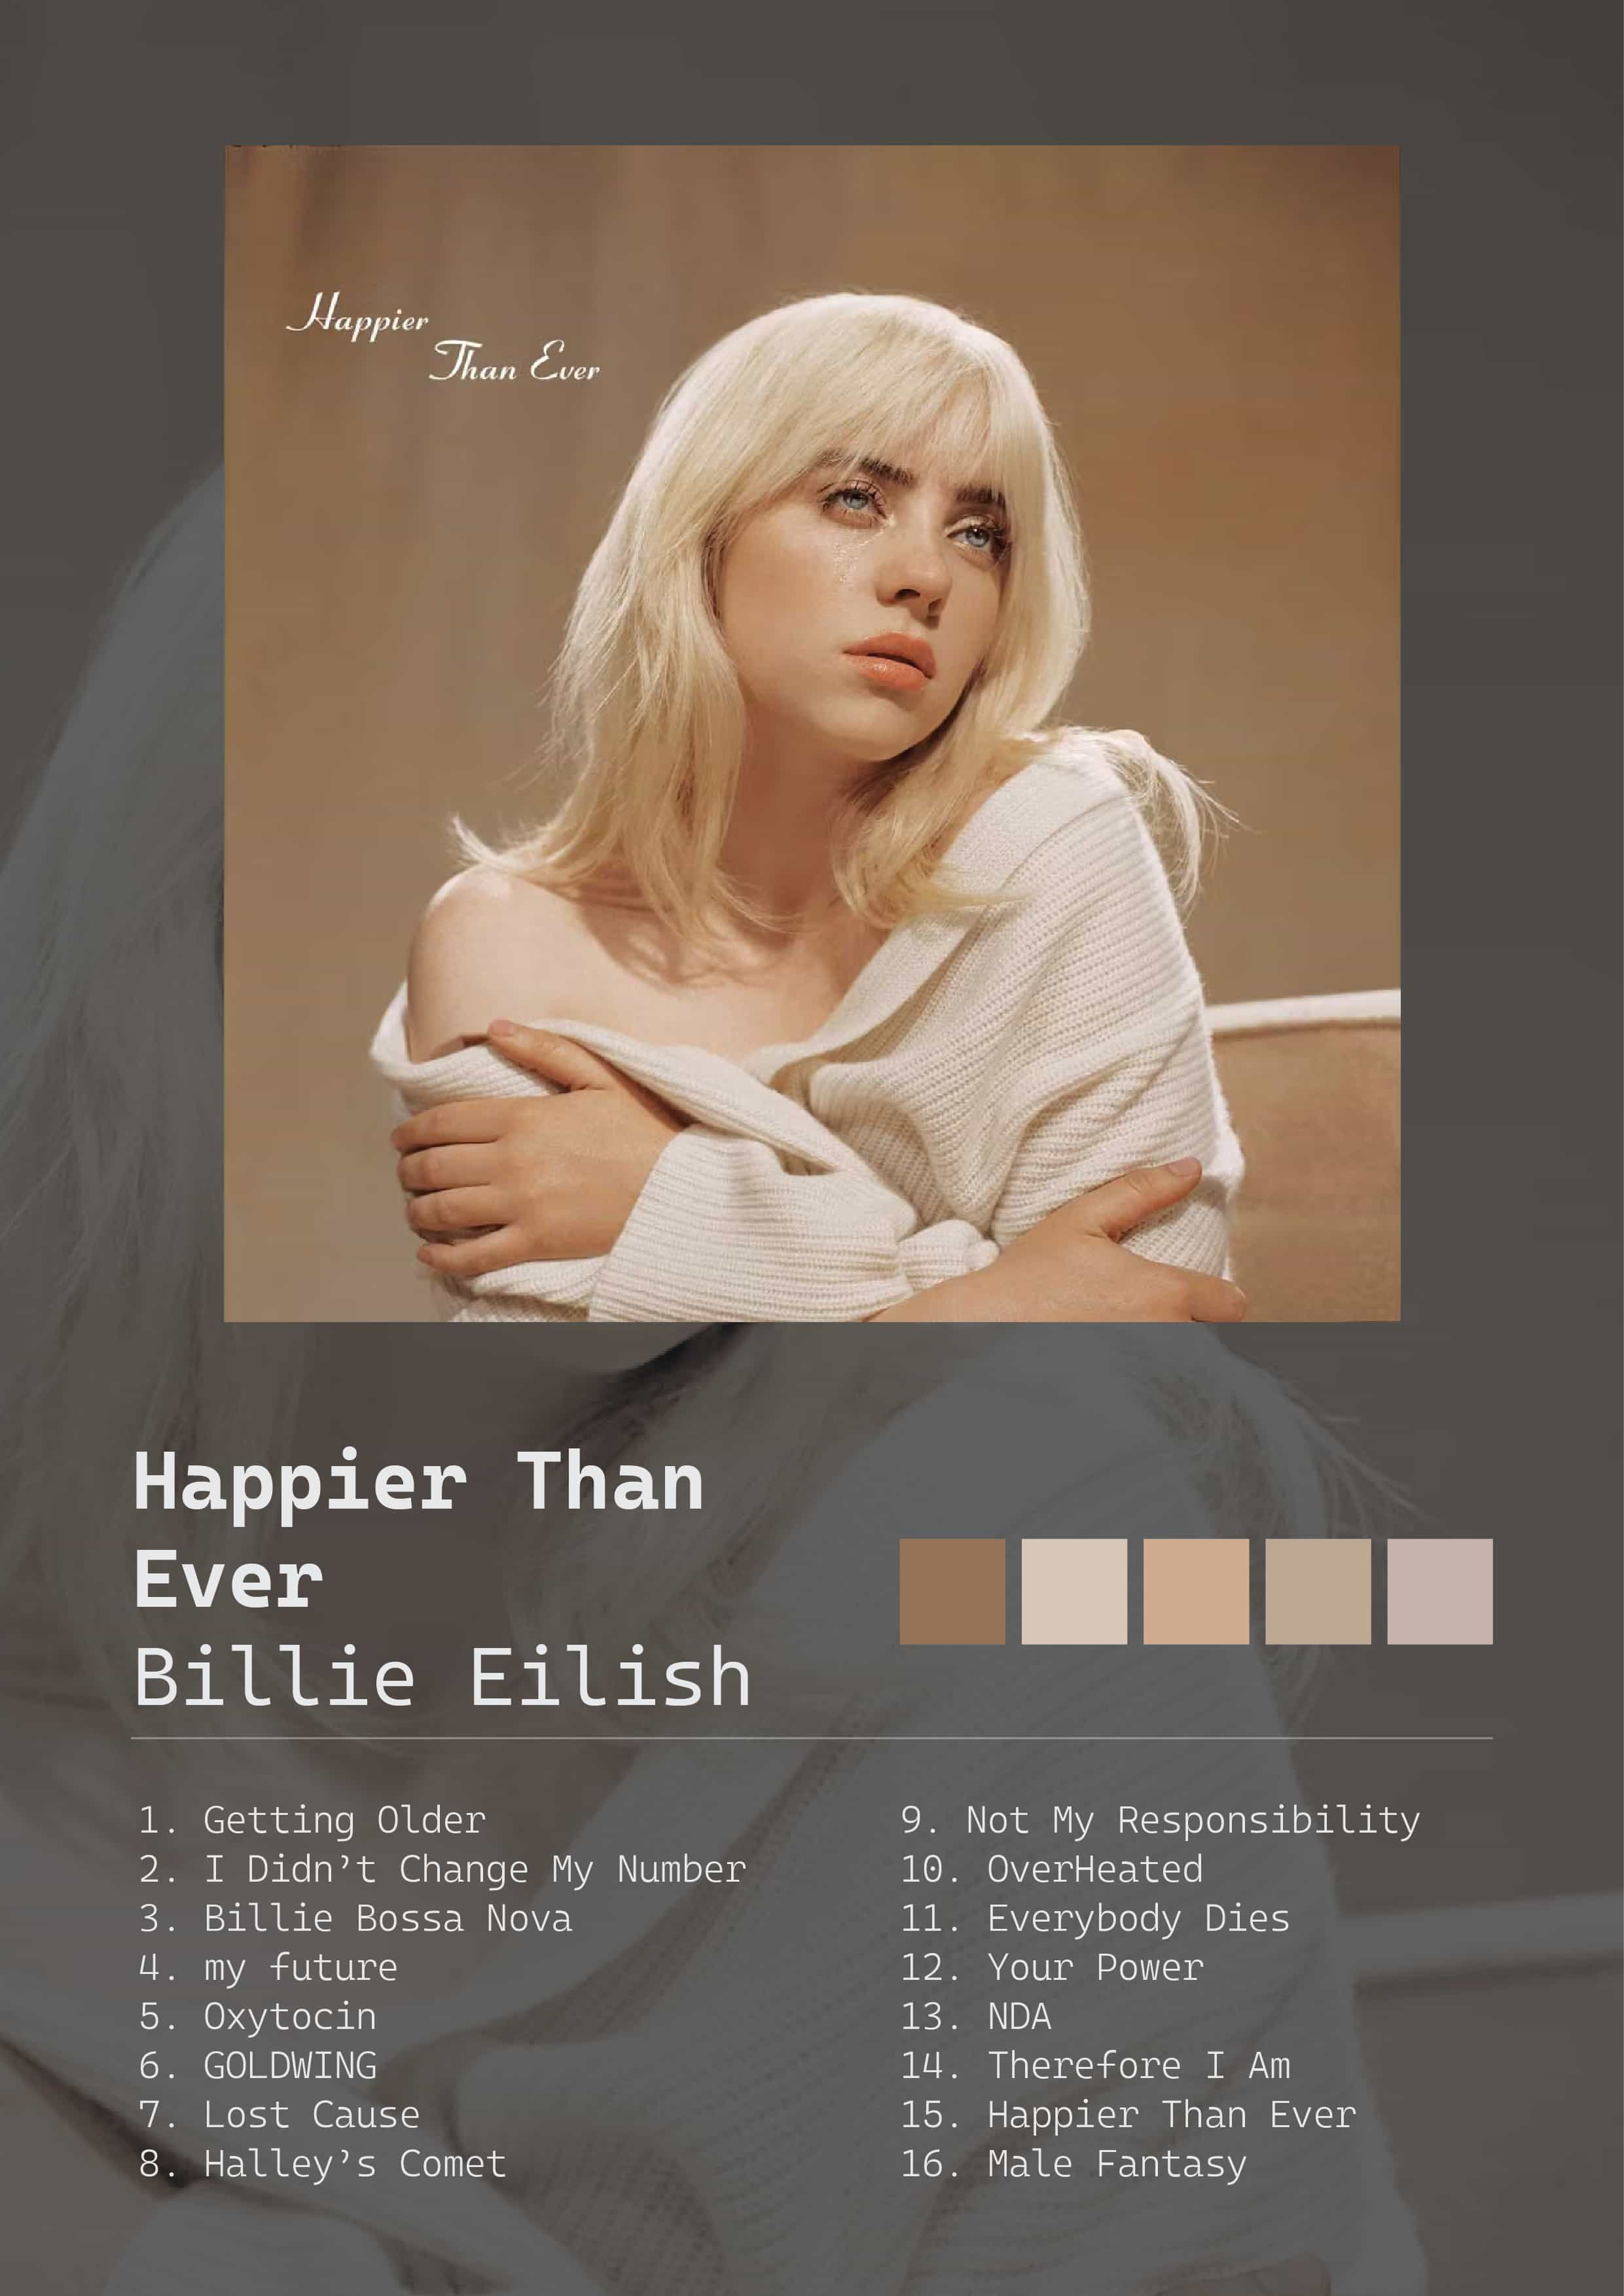 Happier
Than Ever
Happier Than
Ever
Billie Eilish
1. Getting Older
2. I Didn’t Change My Number
3. Billie Bossa Nova
4. my future
5. Oxytocin
6. GOLDWING
7. Lost Cause
8. Halley’s Comet
9. Not My Responsibility
10. OverHeated
11. Everybody Dies
12. Your Power
13. NDA
14. Therefore I Am
15. Happier Than Ever
16. Male Fantasy